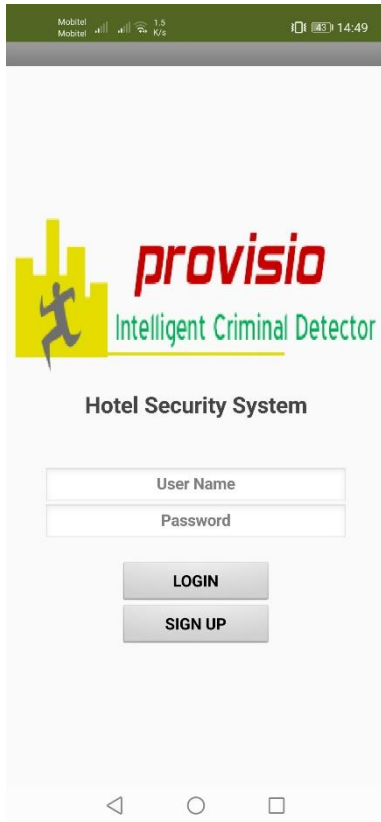 Mobitel
Mobitel
1.5
K/s
43
14:49
provisio
Intelligent Criminal Detector
Hotel Security System
User Name
Password
LOGIN
SIGN UP